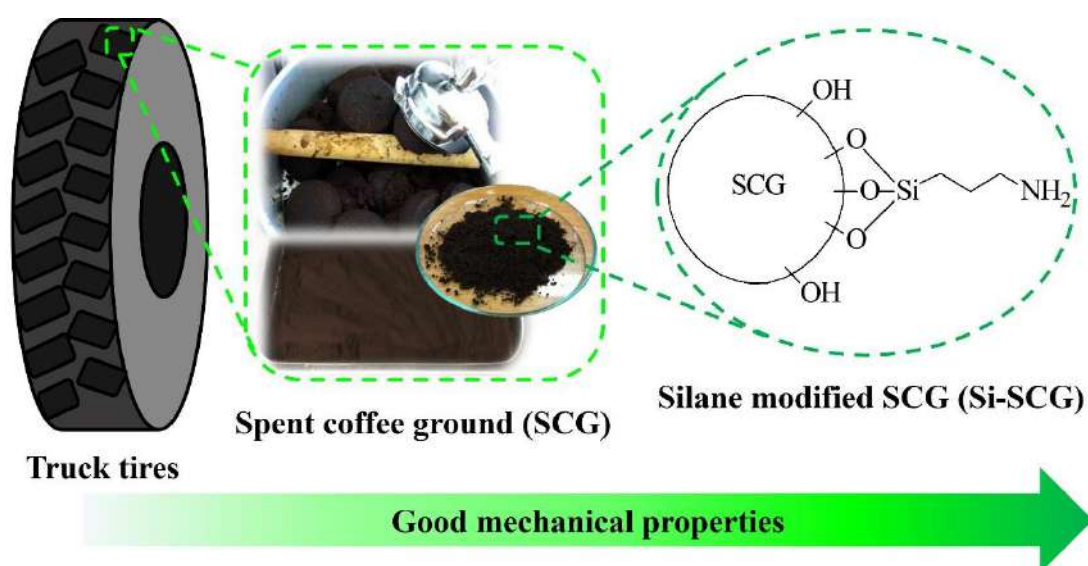 OH
O
SCG
O
Si
NH2
O
OH
Silane modified SCG (Si-SCG)
Spent coffee ground (SCG)
Truck tires
Good mechanical properties